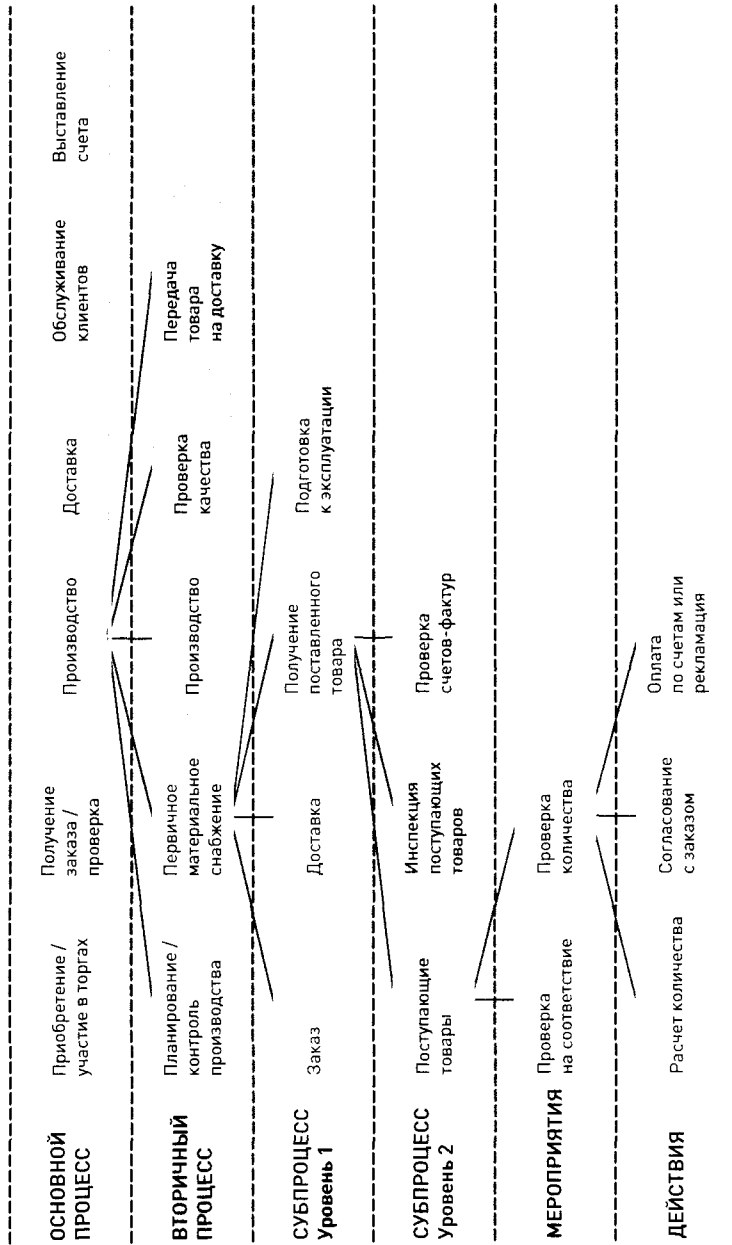 ОСНОВНОЙ
ПРОЦЕСС
Приобретение /
участие в торгах
Получение
заказа /
проверка
Производство
Доставка
Обслуживание
клиентов
Выставление
счета
ВТОРИЧНЫЙ
ПРОЦЕСС
Планирование /
контроль
производства
Первичное
материальное
снабжение
Производство
Проверка
качества
Передача
товара
на доставку
СУБПРОЦЕСС
Уровень 1
Заказ
Доставка
Получение
поставленного
товара
Подготовка
к эксплуатации
СУБПРОЦЕСС
Уровень 2
Поступающие
товары
Инспекция
поступающих
товаров
Проверка
счетов-фактур
МЕРОПРИЯТИЯ
Проверка
на соответствие
Проверка
количества
ДЕЙСТВИЯ
Расчет количества
Согласование
с заказом
Оплата
по счетам или
рекламация